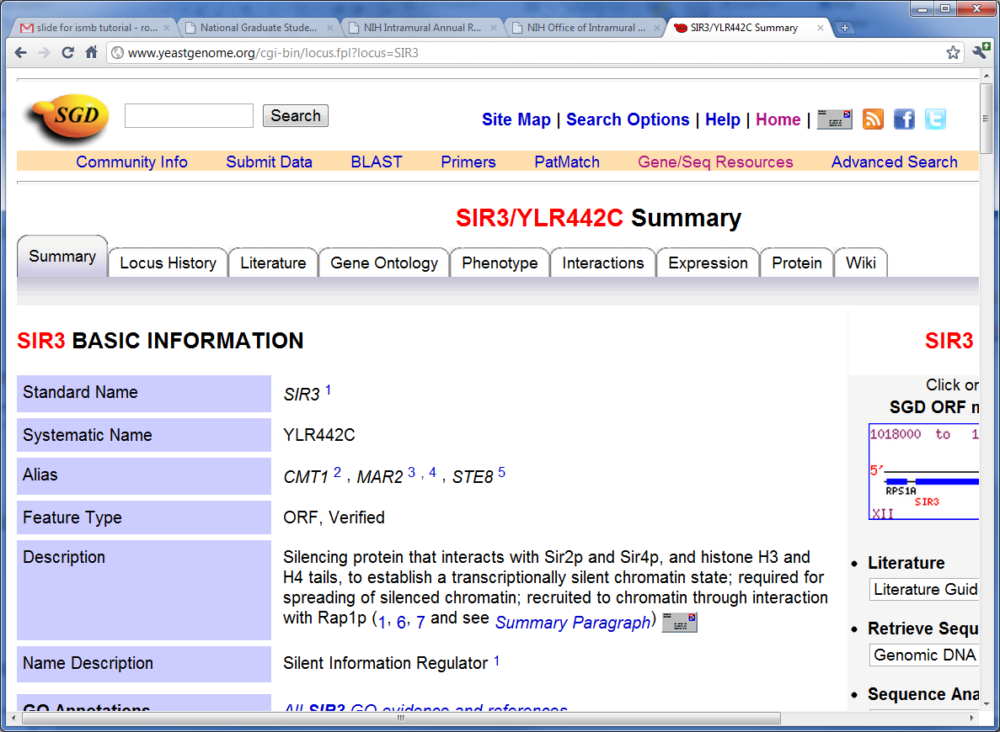 slide for ismb tutorial - ro... National Graduate Stude... NIH Intramural Annual R... NIH Office of Intramural ... SIR3/YLR442C Summary
www.yeastgenome.org/cgi-bin/locus.fpl?locus=SIR3
SGD Search Site Map | Search Options | Help | Home |
Community Info Submit Data BLAST Primers PatMatch Gene/Seq Resources Advanced Search
SIR3/YLR442C Summary
Summary Locus History Literature Gene Ontology Phenotype Interactions Expression Protein Wiki
SIR3 BASIC INFORMATION
Standard Name SIR3 1
Systematic Name YLR442C
Alias CMT1 2 , MAR2 3 , 4 , STE8 5
Feature Type ORF, Verified
Description Silencing protein that interacts with Sir2p and Sir4p, and histone H3 and
H4 tails, to establish a transcriptionally silent chromatin state; required for
spreading of silenced chromatin; recruited to chromatin through interaction
with Rap1p (1, 6, 7 and see Summary Paragraph)
Name Description Silent Information Regulator 1
GO Annotations All SIR3 GO evidence and references
SIR3
Click or
SGD ORF m
1018000 to 1
5′
RPS1A
SIR3
XII
• Literature
Literature Guid
• Retrieve Sequ
Genomic DNA
• Sequence Ana